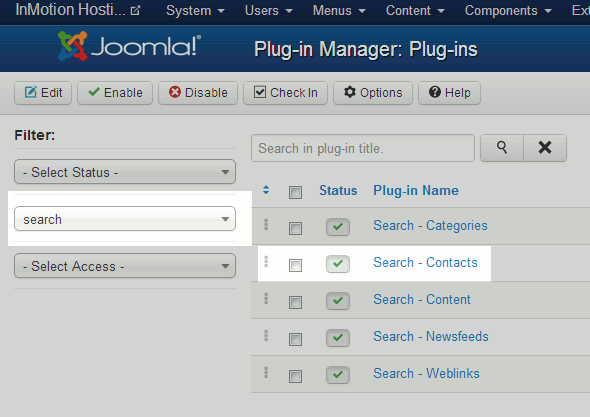 InMotion Hosti... System Users Menus Content Components Ext
Joomla!® Plug-in Manager: Plug-ins
Edit Enable Disable Check In Options Help
Filter:
- Select Status -
search
- Select Access -
Search in plug-in title.
Status Plug-in Name
Search - Categories
Search - Contacts
Search - Content
Search - Newsfeeds
Search - Weblinks